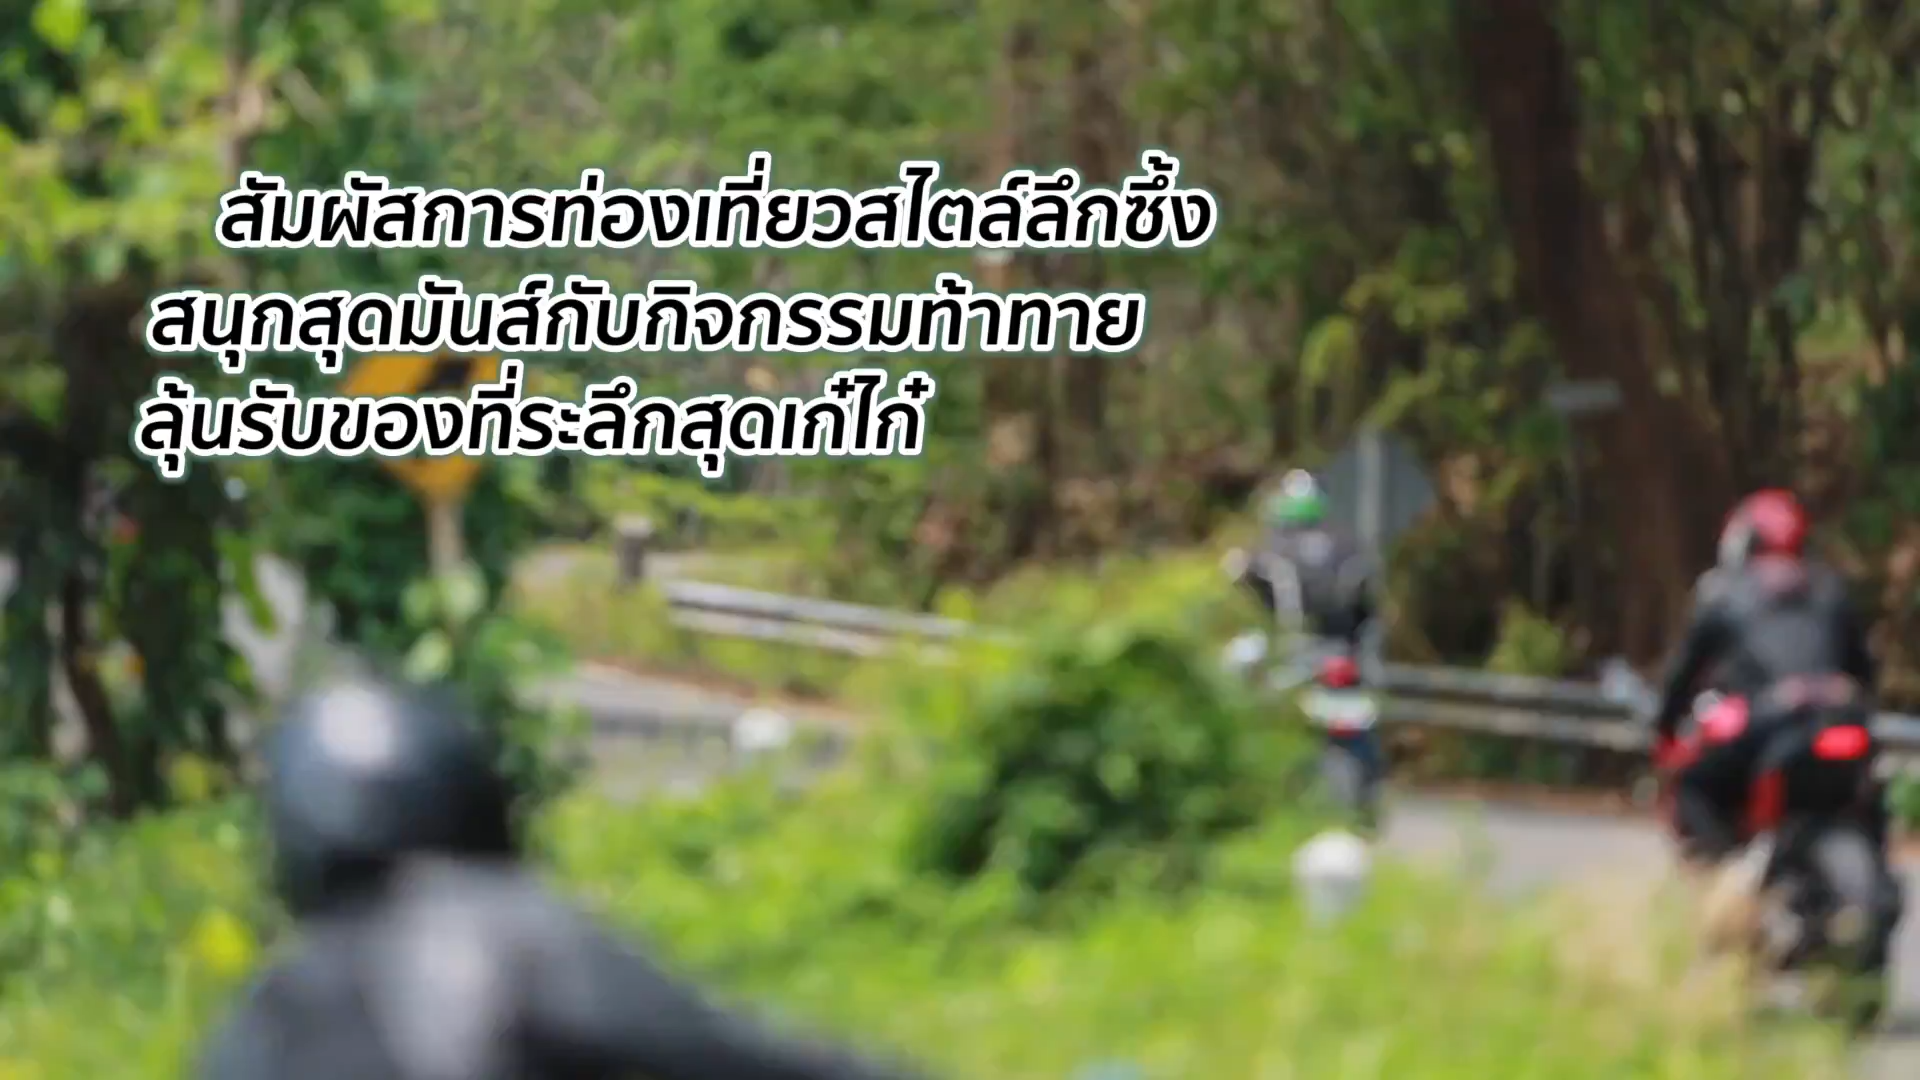 สัมผัสการท่องเที่ยวสไตล์ลึกซึ้ง
สนุกสุดมันส์กับกิจกรรมท้าทาย
ลุ้นรับของที่ระลึกสุดเก๋ไก๋